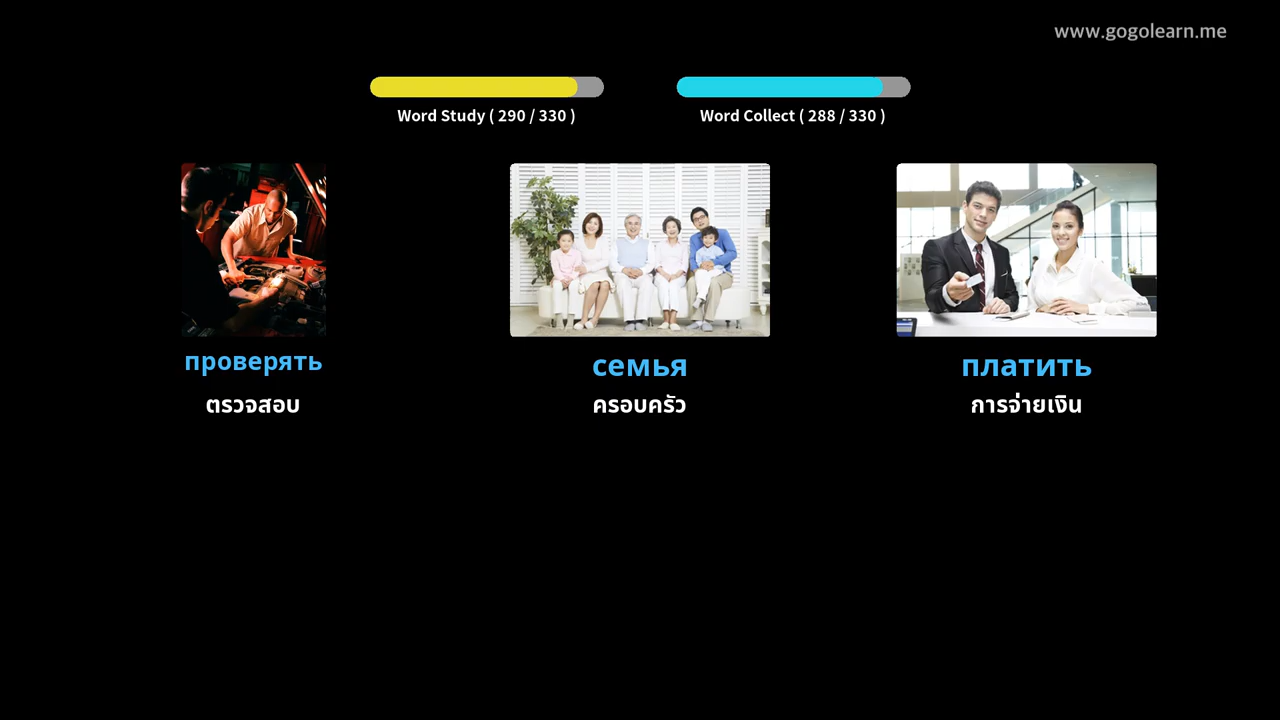 www.gogolearn.me
Word Study ( 290 / 330 )
Word Collect ( 288 / 330 )
проверять
семья
платить
ตรวจสอบ
ครอบครัว
การจ่ายเงิน